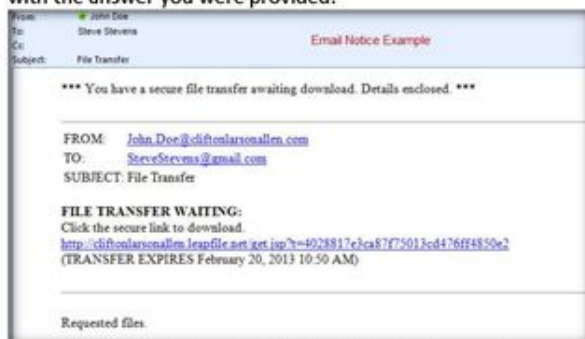 with the answer you were provided.
From: John Doe
To: Steve Stevens
Cc:
Subject: File Transfer
Email Notice Example
*** You have a secure file transfer awaiting download. Details enclosed. ***
FROM: John.Doe@cliftonlarsonallen.com
TO: SteveStevens@gmail.com
SUBJECT: File Transfer
FILE TRANSFER WAITING:
Click the secure link to download.
http://cliftonlarsonallen.leapfile.net/get.jsp?t=4028817e3ca87f75013cd476ff4850e2
(TRANSFER EXPIRES February 20, 2013 10:50 AM)
Requested files.